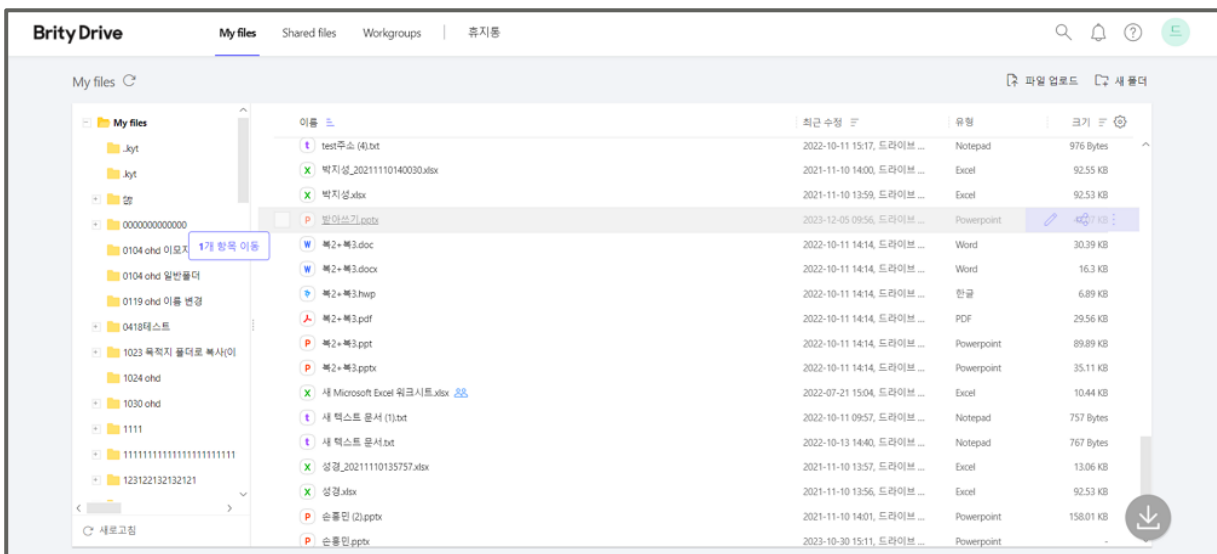 Brity Drive My files Shared files Workgroups 휴지통 드
My files 파일 업로드 새 폴더
My files
.kyt
.kyt
0000000000000
0104 ohd 이모지
1개 항목 이동
0104 ohd 일반폴더
0119 ohd 이름 변경
0418테스트
1023 목적지 폴더로 복사(이
1024 ohd
1030 ohd
1111
123122132132121
새로고침
이름 최근 수정 유형 크기
test주소 (4).txt 2022-10-11 15:17, 드라이브 ... Notepad 976 Bytes
박지성_20211110140030.xlsx 2021-11-10 14:00, 드라이브 ... Excel 92.55 KB
박지성.xlsx 2021-11-10 13:59, 드라이브 ... Excel 92.53 KB
받아쓰기.pptx 2023-12-05 09:56, 드라이브 ... Powerpoint KB
복2+복3.doc 2022-10-11 14:14, 드라이브 ... Word 30.39 KB
복2+복3.docx 2022-10-11 14:14, 드라이브 ... Word 16.3 KB
복2+복3.hwp 2022-10-11 14:14, 드라이브 ... 한글 6.89 KB
복2+복3.pdf 2022-10-11 14:14, 드라이브 ... PDF 29.56 KB
복2+복3.ppt 2022-10-11 14:14, 드라이브 ... Powerpoint 89.89 KB
복2+복3.pptx 2022-10-11 14:14, 드라이브 ... Powerpoint 35.11 KB
새 Microsoft Excel 워크시트.xlsx 2022-07-21 15:04, 드라이브 ... Excel 10.44 KB
새 텍스트 문서 (1).txt 2022-10-11 09:57, 드라이브 ... Notepad 757 Bytes
새 텍스트 문서.txt 2022-10-13 14:40, 드라이브 ... Notepad 767 Bytes
성경_20211110135757.xlsx 2021-11-10 13:57, 드라이브 ... Excel 13.06 KB
성경.xlsx 2021-11-10 13:56, 드라이브 ... Excel 92.53 KB
손흥민 (2).pptx 2021-11-10 14:01, 드라이브 ... Powerpoint 158.01 KB
손흥민.pptx 2023-10-30 15:11, 드라이브 ... Powerpoint -